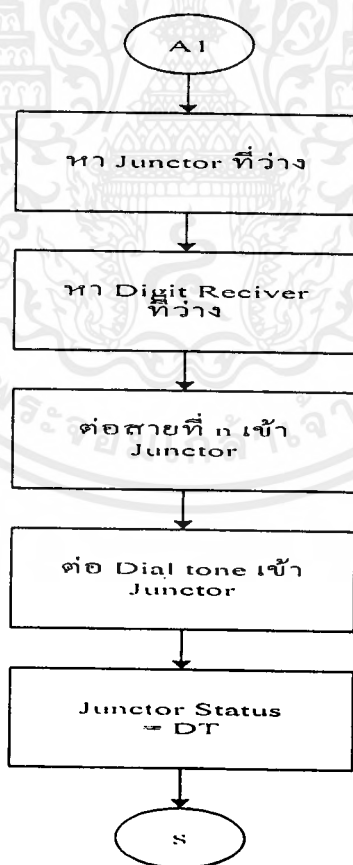 A1
หา Junctor ที่ว่าง
หา Digit Reciver
ที่ว่าง
ต่อสายที่ n เข้า
Junctor
ต่อ Dial tone เข้า
Junctor
Junctor Status
= DT
S